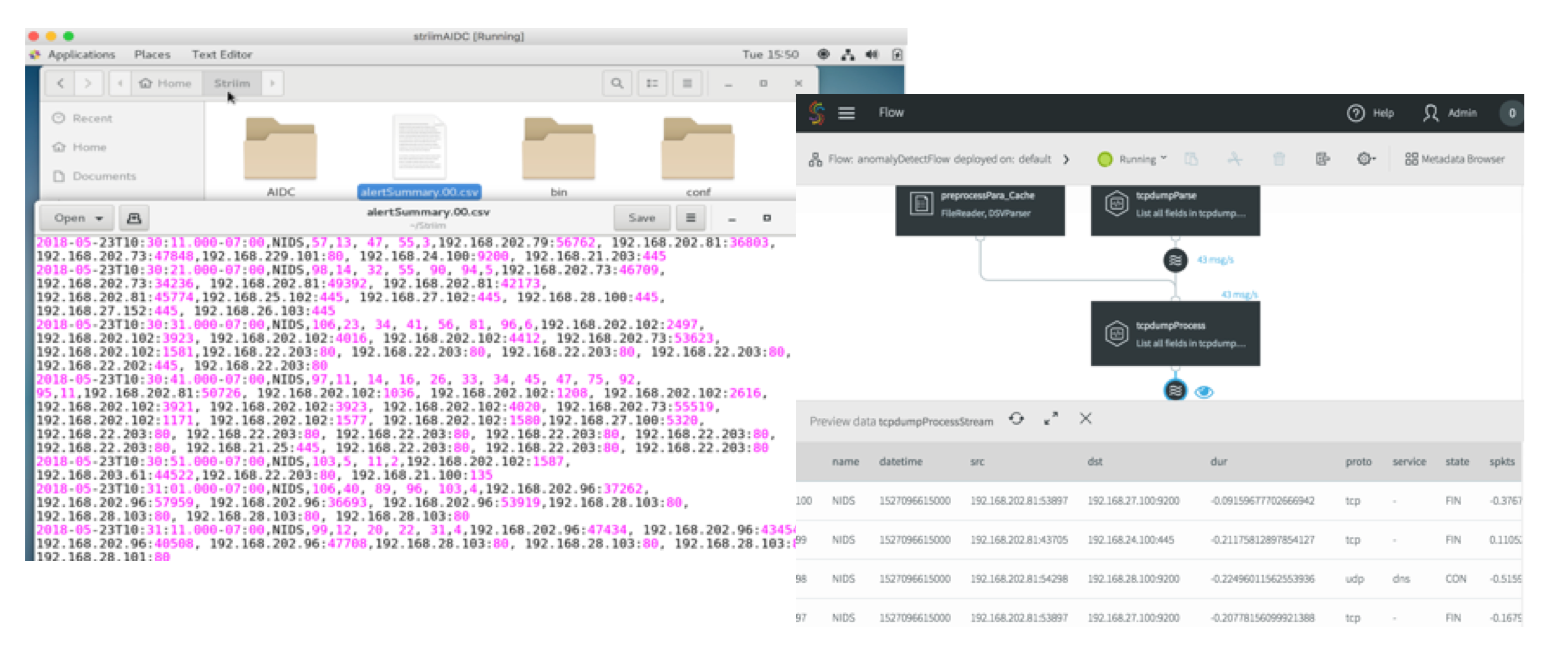 striimAIDC [Running]
Applications Places Text Editor Tue 15:50
Home Striim
Recent
Home
Documents
AIDC alertSummary.00.csv bin conf
Open alertSummary.00.csv Save
~/Striim
2018-05-23T10:30:11.000-07:00,NIDS,57,13, 47, 55,3,192.168.202.79:56762, 192.168.202.81:36803,
192.168.202.73:47848,192.168.229.101:80, 192.168.24.100:9200, 192.168.21.203:445
2018-05-23T10:30:21.000-07:00,NIDS,98,14, 32, 55, 90, 94,5,192.168.202.73:46709,
192.168.202.73:34236, 192.168.202.81:49392, 192.168.202.81:42173,
192.168.202.81:45774,192.168.25.102:445, 192.168.27.102:445, 192.168.28.100:445,
192.168.27.152:445, 192.168.26.103:445
2018-05-23T10:30:31.000-07:00,NIDS,106,23, 34, 41, 56, 81, 96,6,192.168.202.102:2497,
192.168.202.102:3923, 192.168.202.102:4016, 192.168.202.102:4412, 192.168.202.73:53623,
192.168.202.102:1581,192.168.22.203:80, 192.168.22.203:80, 192.168.22.203:80, 192.168.22.203:80,
192.168.22.202:445, 192.168.22.203:80
2018-05-23T10:30:41.000-07:00,NIDS,97,11, 14, 16, 26, 33, 34, 45, 47, 75, 92,
95,11,192.168.202.81:50726, 192.168.202.102:1036, 192.168.202.102:1208, 192.168.202.102:2616,
192.168.202.102:3921, 192.168.202.102:3923, 192.168.202.102:4020, 192.168.202.73:55519,
192.168.202.102:1171, 192.168.202.102:1577, 192.168.202.102:1580,192.168.27.100:5320,
192.168.22.203:80, 192.168.22.203:80, 192.168.22.203:80, 192.168.22.203:80, 192.168.22.203:80,
192.168.22.203:80, 192.168.21.25:445, 192.168.22.203:80, 192.168.22.203:80, 192.168.22.203:80
2018-05-23T10:30:51.000-07:00,NIDS,103,5, 11,2,192.168.202.102:1587,
192.168.203.61:44522,192.168.22.203:80, 192.168.21.100:135
2018-05-23T10:31:01.000-07:00,NIDS,106,40, 89, 96, 103,4,192.168.202.96:37262,
192.168.202.96:57959, 192.168.202.96:36693, 192.168.202.96:53919,192.168.28.103:80,
192.168.28.103:80, 192.168.28.103:80, 192.168.28.103:80
2018-05-23T10:31:11.000-07:00,NIDS,99,12, 20, 22, 31,4,192.168.202.96:47434, 192.168.202.96:4345
192.168.202.96:40508, 192.168.202.96:47708,192.168.28.103:80, 192.168.28.103:80, 192.168.28.103:
192.168.28.101:80
Flow Help Admin 0
Flow: anomalyDetectFlow deployed on: default Running Metadata Browser
preprocessPara_Cache
FileReader, DSVParser
tcpdumpParse
List all fields in tcpdump....
43 msg/s
43 msg/s
tcpdumpProcess
List all fields in tcpdump....
Preview data tcpdumpProcessStream
name datetime src dst dur proto service state spkts
100 NIDS 1527096615000 192.168.202.81:53897 192.168.27.100:9200 -0.09159677702666942 tcp - FIN -0.3767
99 NIDS 1527096615000 192.168.202.81:43705 192.168.24.100:445 -0.21175812897854127 tcp - FIN 0.1105
98 NIDS 1527096615000 192.168.202.81:54298 192.168.28.100:9200 -0.22496011562553936 udp dns CON -0.5159
97 NIDS 1527096615000 192.168.202.81:53897 192.168.27.100:9200 -0.20778156099921388 tcp - FIN -0.1679